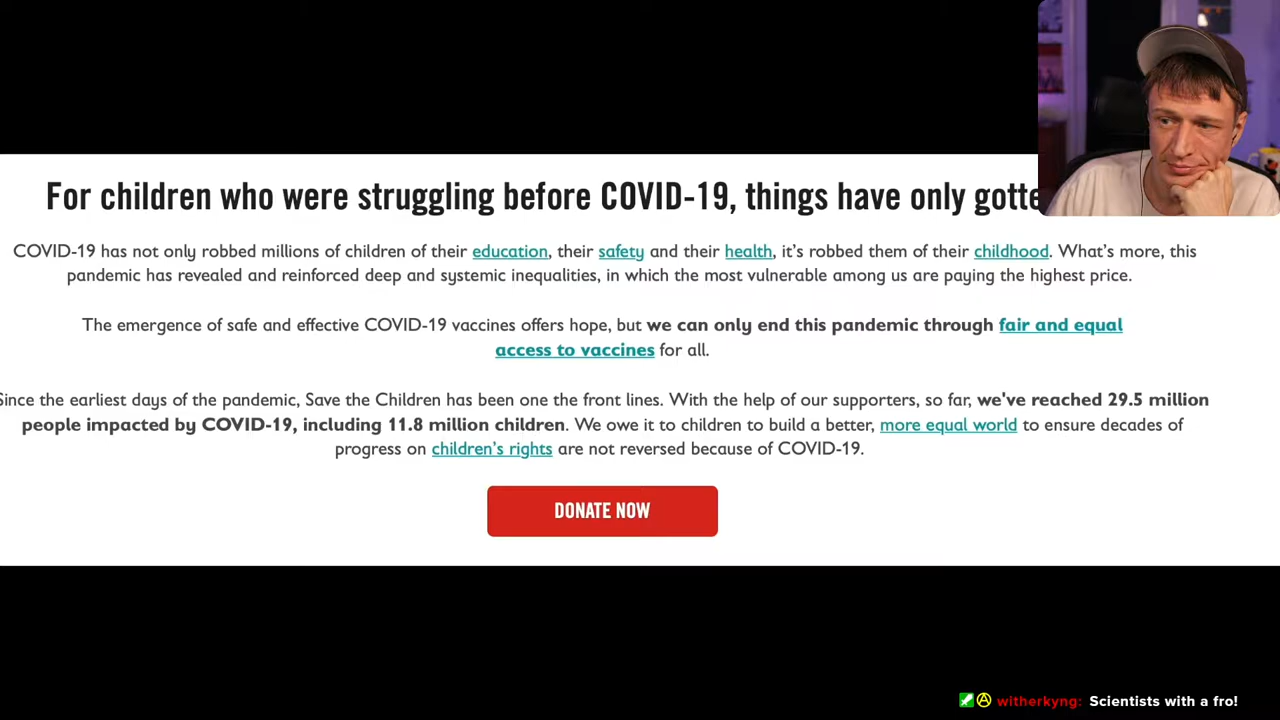 For children who were struggling before COVID-19, things have only gotte
COVID-19 has not only robbed millions of children of their education, their safety and their health, it's robbed them of their childhood. What's more, this
pandemic has revealed and reinforced deep and systemic inequalities, in which the most vulnerable among us are paying the highest price.
The emergence of safe and effective COVID-19 vaccines offers hope, but we can only end this pandemic through fair and equal
access to vaccines for all.
Since the earliest days of the pandemic, Save the Children has been one the front lines. With the help of our supporters, so far, we've reached 29.5 million
people impacted by COVID-19, including 11.8 million children. We owe it to children to build a better, more equal world to ensure decades of
progress on children's rights are not reversed because of COVID-19.
DONATE NOW
witherkyng: Scientists with a fro!